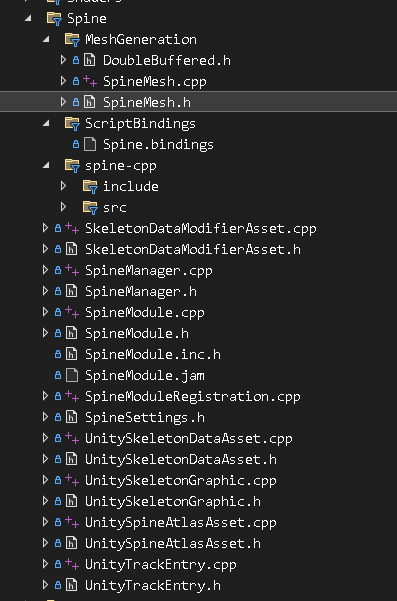 Spine
MeshGeneration
DoubleBuffered.h
SpineMesh.cpp
SpineMesh.h
ScriptBindings
Spine.bindings
spine-cpp
include
src
SkeletonDataModifierAsset.cpp
SkeletonDataModifierAsset.h
SpineManager.cpp
SpineManager.h
SpineModule.cpp
SpineModule.h
SpineModule.inc.h
SpineModule.jam
SpineModuleRegistration.cpp
SpineSettings.h
UnitySkeletonDataAsset.cpp
UnitySkeletonDataAsset.h
UnitySkeletonGraphic.cpp
UnitySkeletonGraphic.h
UnitySpineAtlasAsset.cpp
UnitySpineAtlasAsset.h
UnityTrackEntry.cpp
UnityTrackEntry.h